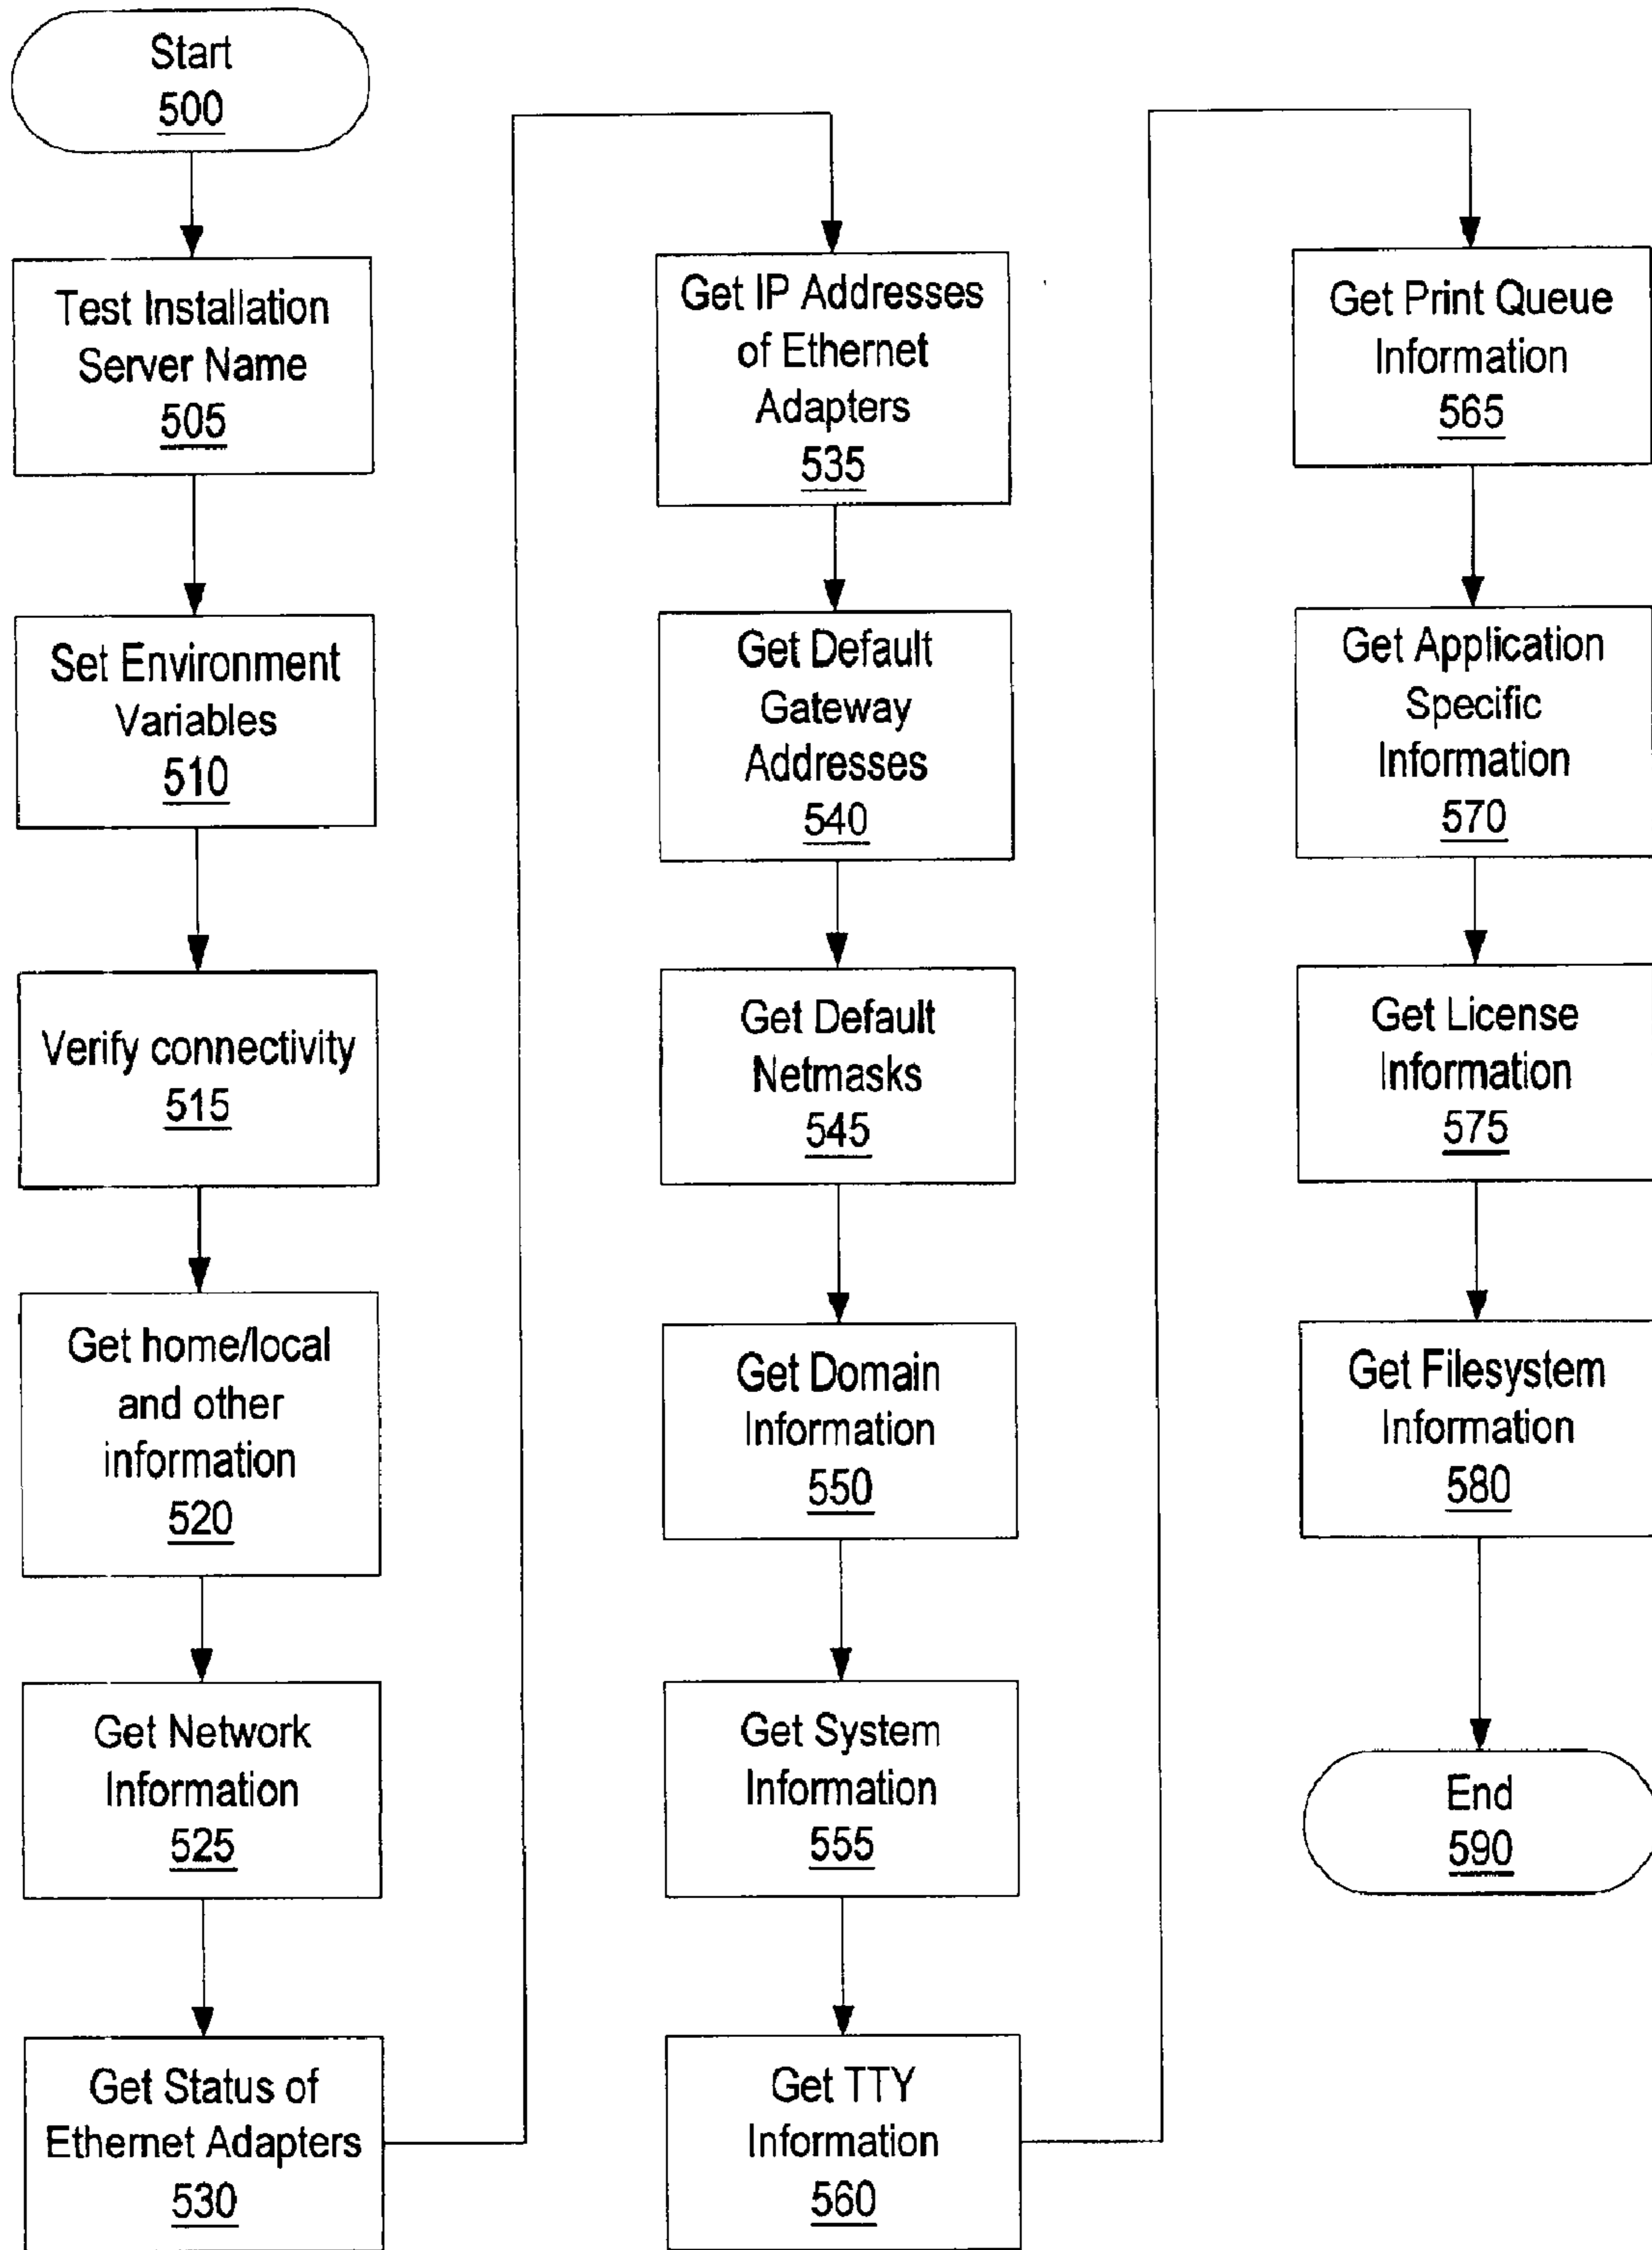 Start
500
Test Installation
Server Name
505
Set Environment
Variables
510
Verify connectivity
515
Get home/local
and other
information
520
Get Network
Information
525
Get Status of
Ethernet Adapters
530
Get IP Addresses
of Ethernet
Adapters
535
Get Default
Gateway
Addresses
540
Get Default
Netmasks
545
Get Domain
Information
550
Get System
Information
555
Get TTY
Information
560
Get Print Queue
Information
565
Get Application
Specific
Information
570
Get License
Information
575
Get Filesystem
Information
580
End
590